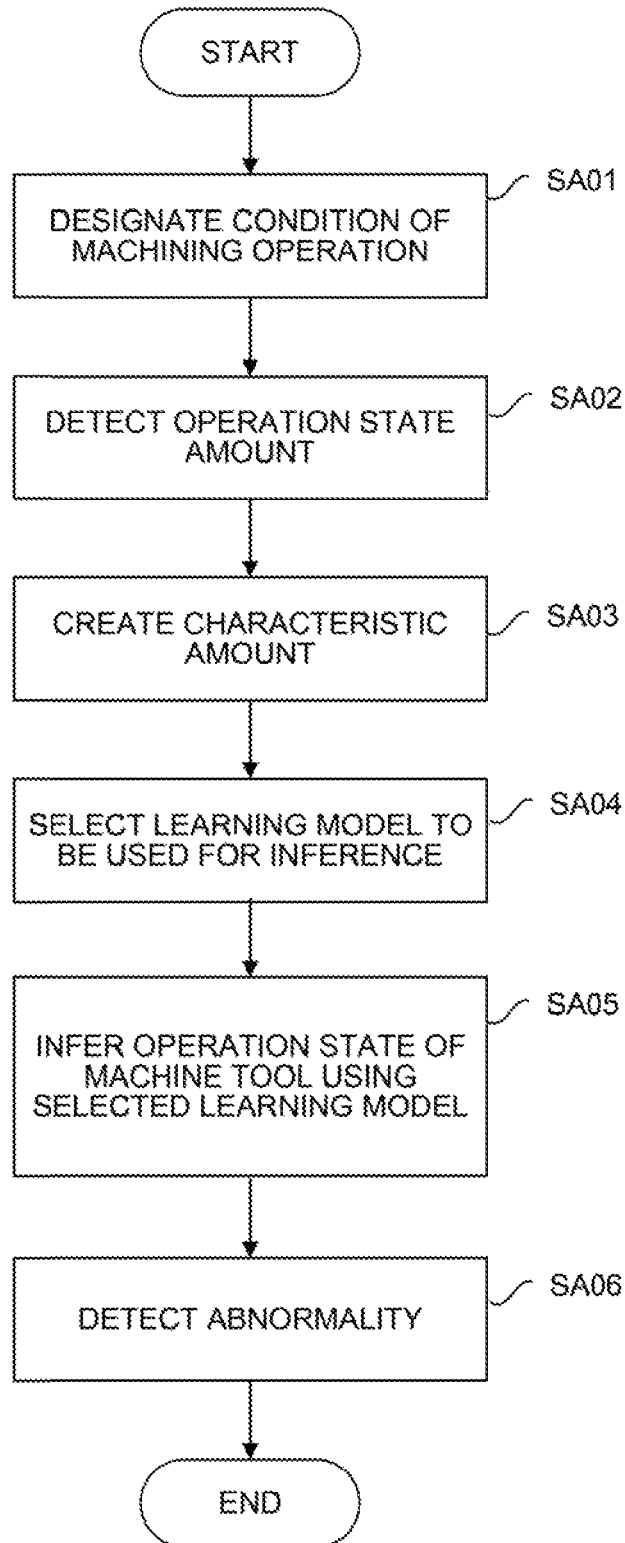 START
SA01
DESIGNATE CONDITION OF
MACHINING OPERATION
SA02
DETECT OPERATION STATE
AMOUNT
SA03
CREATE CHARACTERISTIC
AMOUNT
SA04
SELECT LEARNING MODEL TO
BE USED FOR INFERENCE
SA05
INFER OPERATION STATE OF
MACHINE TOOL USING
SELECTED LEARNING MODEL
SA06
DETECT ABNORMALITY
END